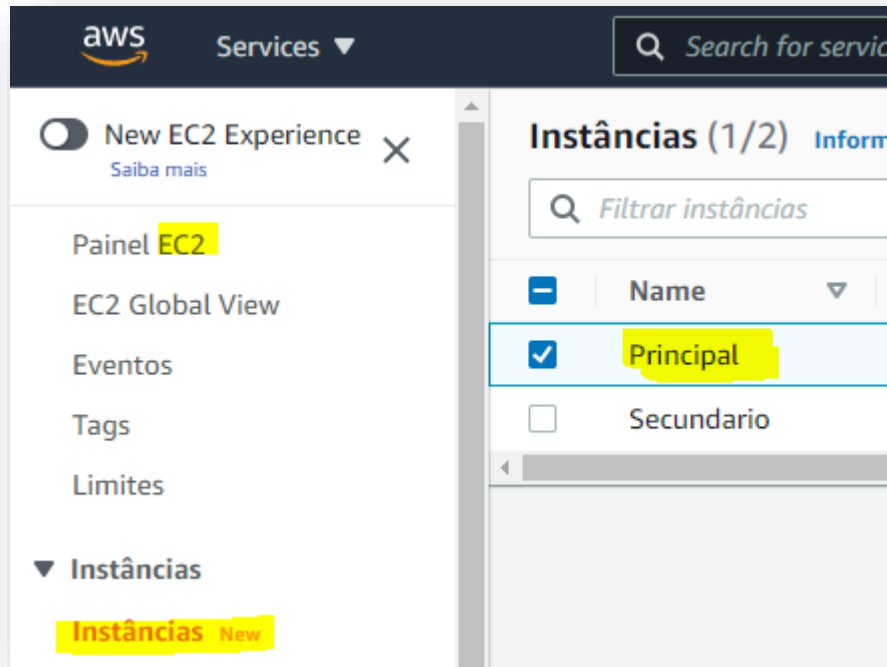 aws Services Search for servic
New EC2 Experience
Saiba mais
Painel EC2
EC2 Global View
Eventos
Tags
Limites
Instâncias
Instâncias New
Instâncias (1/2) Inform
Filtrar instâncias
Name
Principal
Secundario